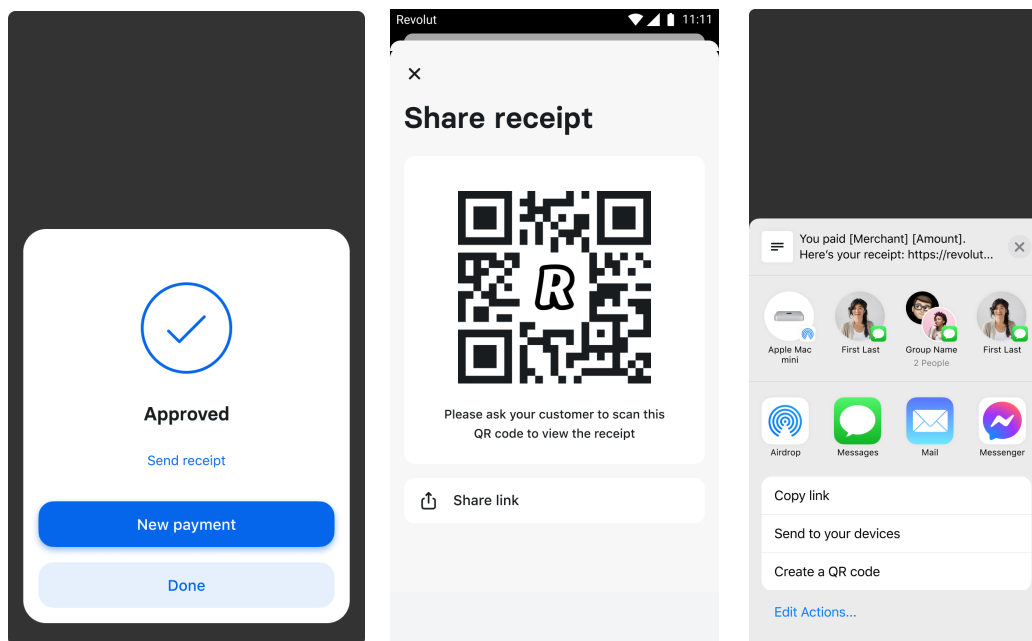 Approved
Send receipt
New payment
Done
Revolut
11:11
Share receipt
R
Please ask your customer to scan this
QR code to view the receipt
Share link
You paid [Merchant] [Amount].
Here's your receipt: https://revolut...
Apple Mac
mini
First Last
Group Name
2 People
First Last
Airdrop
Messages
Mail
Messenger
Copy link
Send to your devices
Create a QR code
Edit Actions...